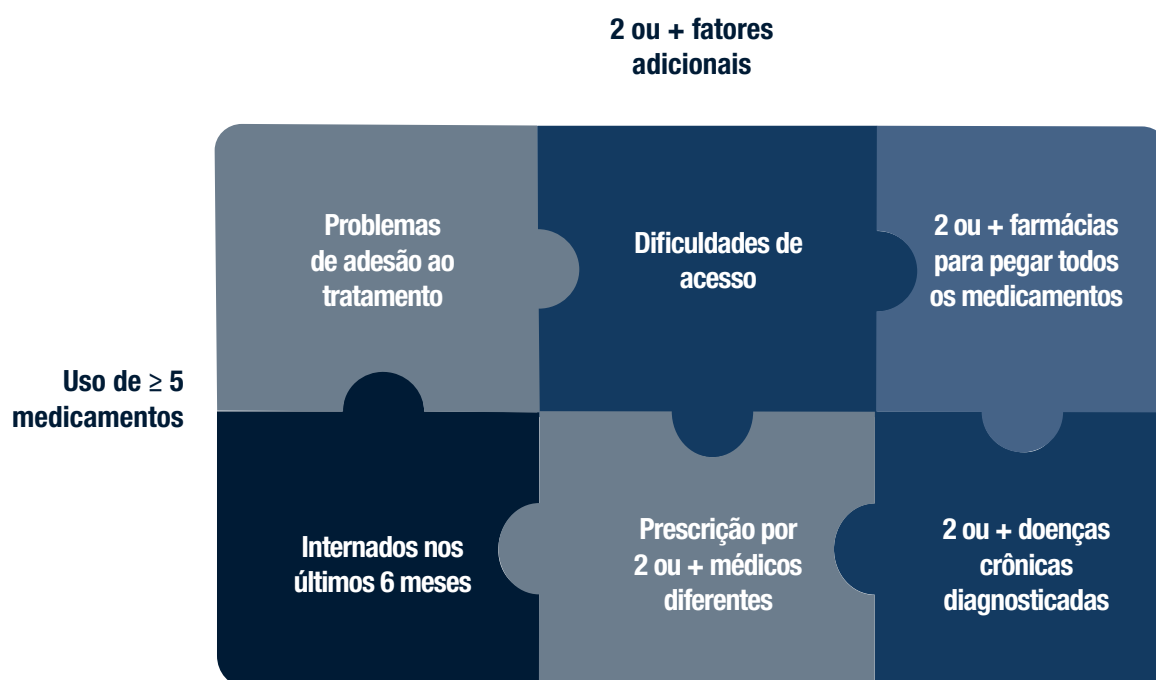 2 ou + fatores
adicionais
Problemas
de adesão ao
tratamento
Dificuldades de
acesso
2 ou + farmácias
para pegar todos
os medicamentos
Uso de ≥ 5
medicamentos
Internados nos
últimos 6 meses
Prescrição por
2 ou + médicos
diferentes
2 ou + doenças
crônicas
diagnosticadas